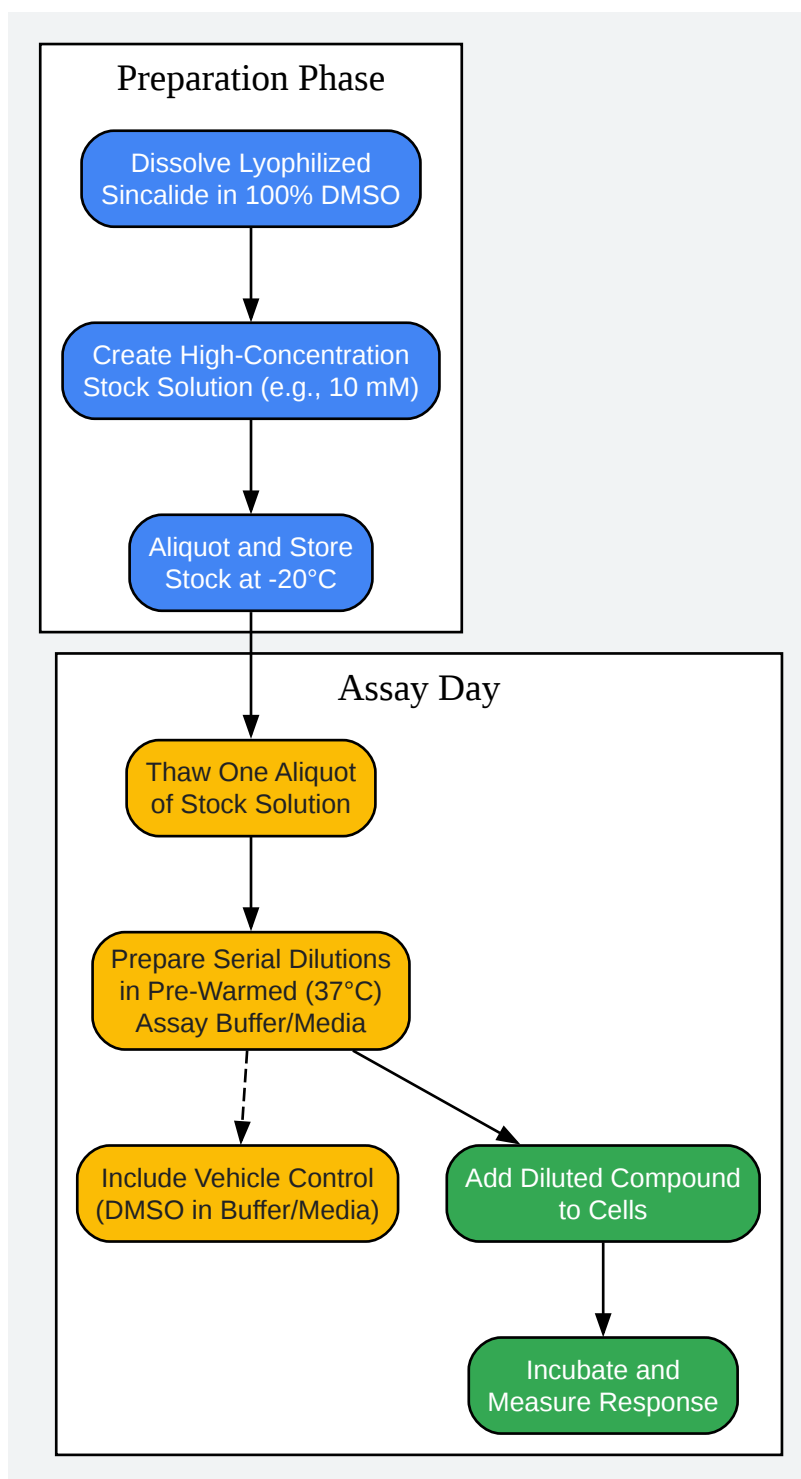 Preparation Phase
Dissolve Lyophilized
Sincalide in 100% DMSO
Create High-Concentration
Stock Solution (e.g., 10 mM)
Aliquot and Store
Stock at -20°C
Assay Day
Thaw One Aliquot
of Stock Solution
Prepare Serial Dilutions
in Pre-Warmed (37°C)
Assay Buffer/Media
Include Vehicle Control
(DMSO in Buffer/Media)
Add Diluted Compound
to Cells
Incubate and
Measure Response